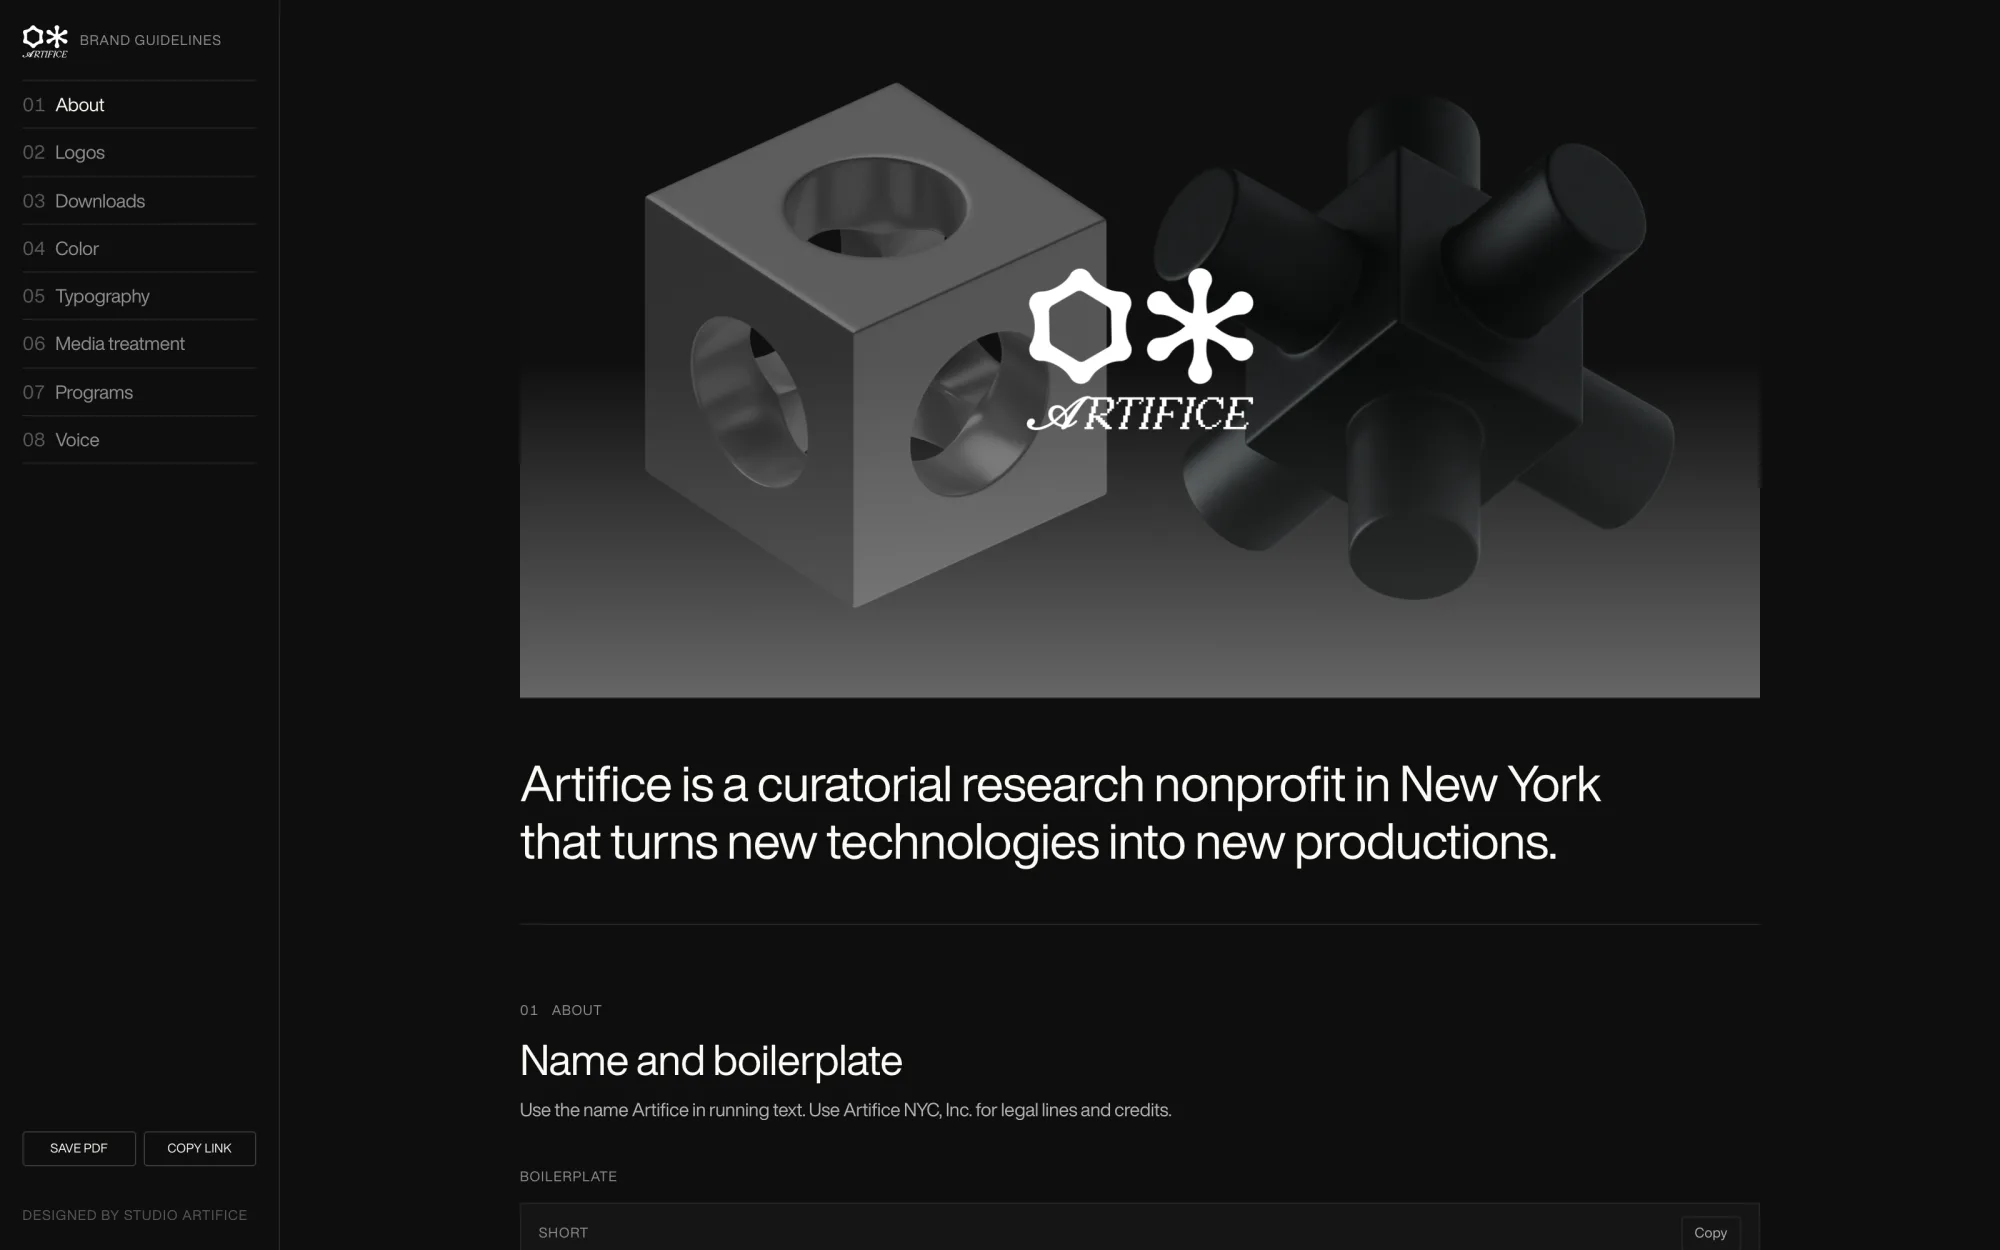 ARTIFICE
BRAND GUIDELINES
01 About
02 Logos
03 Downloads
04 Color
05 Typography
06 Media treatment
07 Programs
08 Voice
SAVE PDF
COPY LINK
DESIGNED BY STUDIO ARTIFICE
ARTIFICE
Artifice is a curatorial research nonprofit in New York
that turns new technologies into new productions.
01 ABOUT
Name and boilerplate
Use the name Artifice in running text. Use Artifice NYC, Inc. for legal lines and credits.
BOILERPLATE
SHORT
Copy